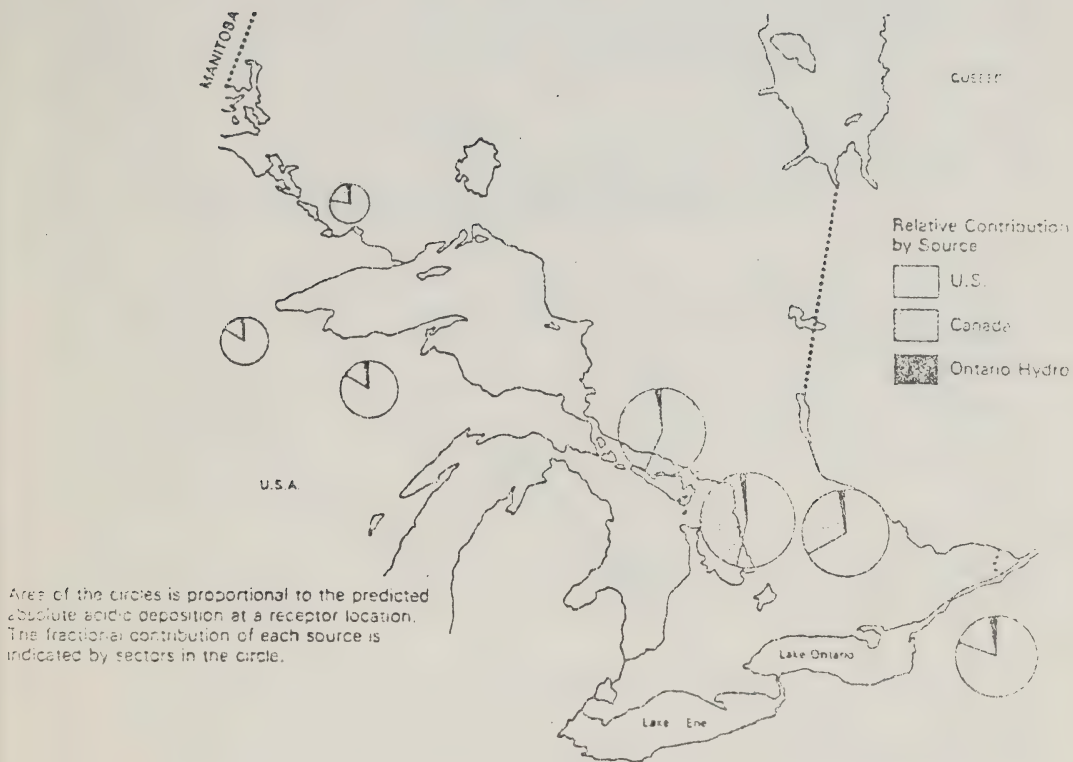 MANITOBA
QUEBEC
Relative Contribution
by Source
U.S.
Canada
Ontario Hydro
U.S.A.
Area of the circles is proportional to the predicted
absolute acidic deposition at a receptor location.
The fractional contribution of each source is
indicated by sectors in the circle.
Lake Ontario
Lake Erie